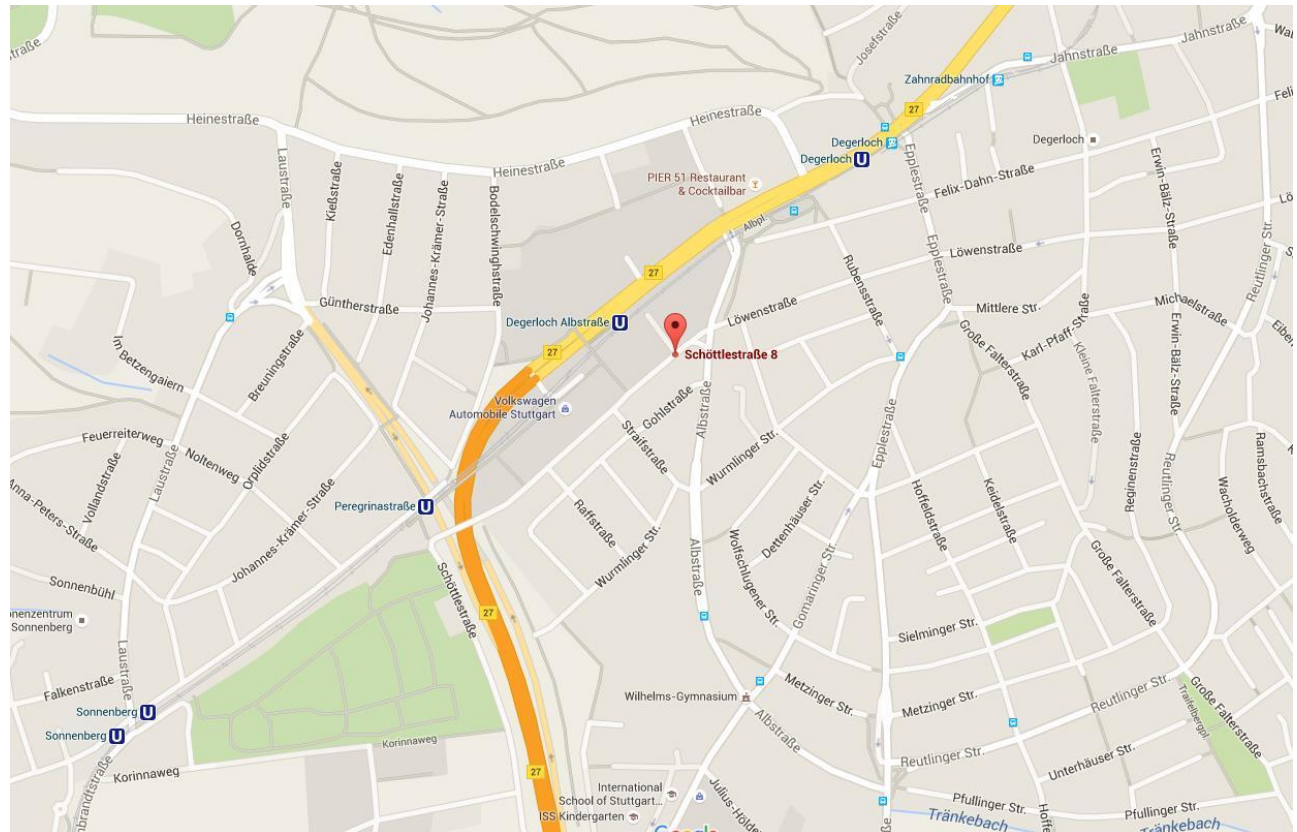 Josefstraße
Jahnstraße
Jahnstraße
Zahnradbahnhof
27
Heinestraße
Heinestraße
Heinestraße
Degerloch
Degerloch
Degerloch
Laustraße
Kießstraße
Edenhallstraße
Johannes-Krämer-Straße
Bodelschwinghstraße
PIER 51 Restaurant
& Cocktailbar
Epplestraße
Felix-Dahn-Straße
Erwin-Bälz-Straße
Reutlinger Str.
Dornhalde
Albpl.
Rubensstraße
Epplestraße
Löwenstraße
27
Güntherstraße
Degerloch Albstraße
Löwenstraße
Mittlere Str.
Michaelstraße
Im Betzengaiern
Breuningstraße
27
Schöttlestraße 8
Große Falterstraße
Karl-Pfaff-Straße
Kleine Falterstraße
Erwin-Bälz-Straße
Volkswagen
Automobile Stuttgart
Gohlstraße
Albstraße
Straifstraße
Wurmlinger Str.
Epplestraße
Feuerreiterweg
Noltenweg
Orplidstraße
Laustraße
Vollandstraße
Anna-Peters-Straße
Johannes-Krämer-Straße
Peregrinastraße
Raffstraße
Wurmlinger Str.
Dettenhäuser Str.
Hoffeldstraße
Keidelstraße
Reginenstraße
Reutlinger Str.
Wacholderweg
Ramsbachstraße
Sonnenbühl
Sonnenberg
Schöttlestraße
27
Albstraße
Wolfschlugener Str.
Gomaringer Str.
Große Falterstraße
Sielminger Str.
Laustraße
Falkenstraße
Sonnenberg
Sonnenberg
Korinnaweg
Korinnaweg
Wilhelms-Gymnasium
Metzinger Str.
Metzinger Str.
Reutlinger Str.
Große Falterstraße
Traifelbergpl.
Albstraße
27
Reutlinger Str.
Unterhäuser Str.
International
School of Stuttgart...
ISS Kindergarten
Pfullinger Str.
Tränkebach
Tränkebach